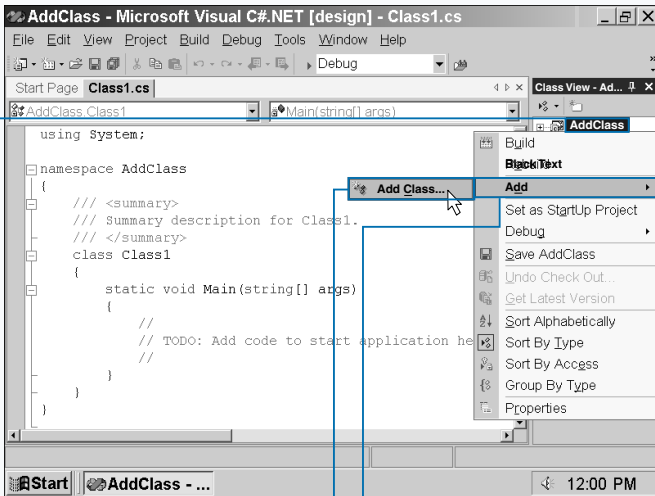 AddClass - Microsoft Visual C#.NET [design] - Class1.cs
File Edit View Project Build Debug Tools Window Help
Debug
Start Page Class1.cs
Class View - Ad...
AddClass.Class1
Main(string[] args)
AddClass
using System;
namespace AddClass
{
/// <summary>
/// Summary description for Class1.
/// </summary>
class Class1
{
static void Main(string[] args)
{
//
// TODO: Add code to start application he
//
}
}
}
Build
Black Text
Add
Add Class...
Set as StartUp Project
Debug
Save AddClass
Undo Check Out...
Get Latest Version
Sort Alphabetically
Sort By Type
Sort By Access
Group By Type
Properties
Start
AddClass - ...
12:00 PM